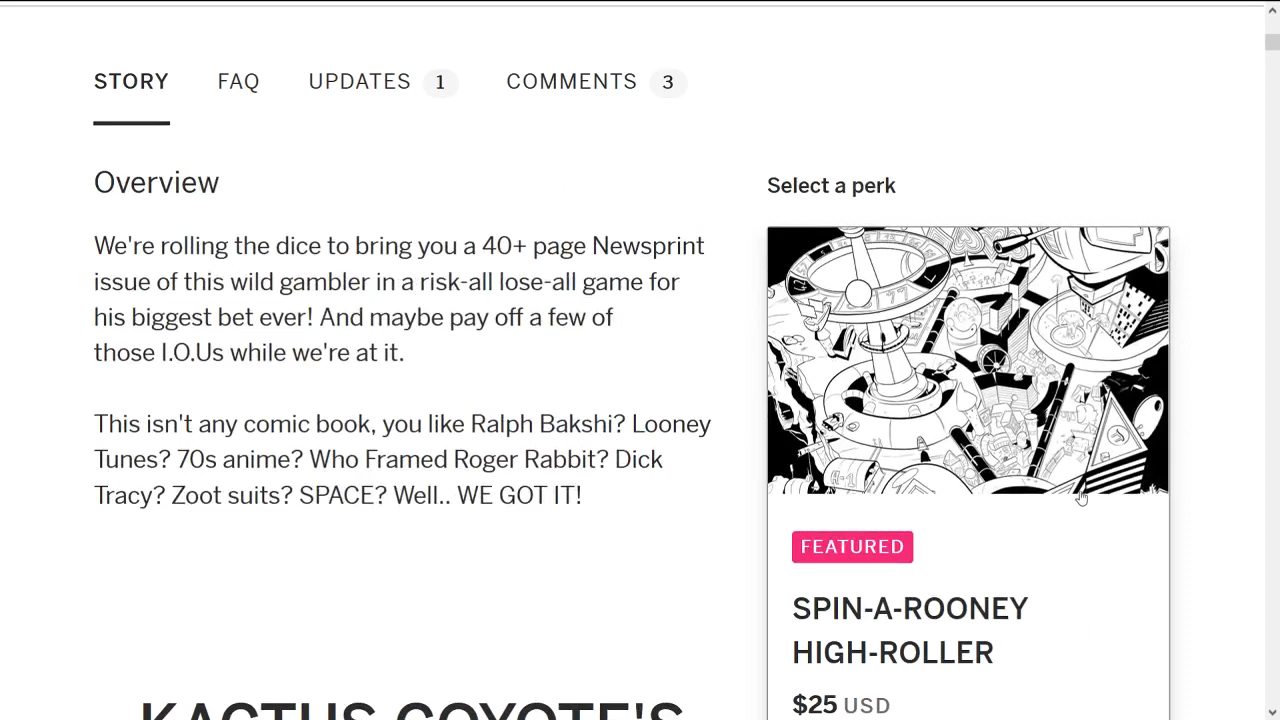 STORY FAQ UPDATES 1 COMMENTS 3
Overview
We're rolling the dice to bring you a 40+ page Newsprint
issue of this wild gambler in a risk-all lose-all game for
his biggest bet ever! And maybe pay off a few of
those I.O.Us while we're at it.
This isn't any comic book, you like Ralph Bakshi? Looney
Tunes? 70s anime? Who Framed Roger Rabbit? Dick
Tracy? Zoot suits? SPACE? Well.. WE GOT IT!
KACTUS COYOTE'S
Select a perk
FEATURED
SPIN-A-ROONEY
HIGH-ROLLER
$25 USD